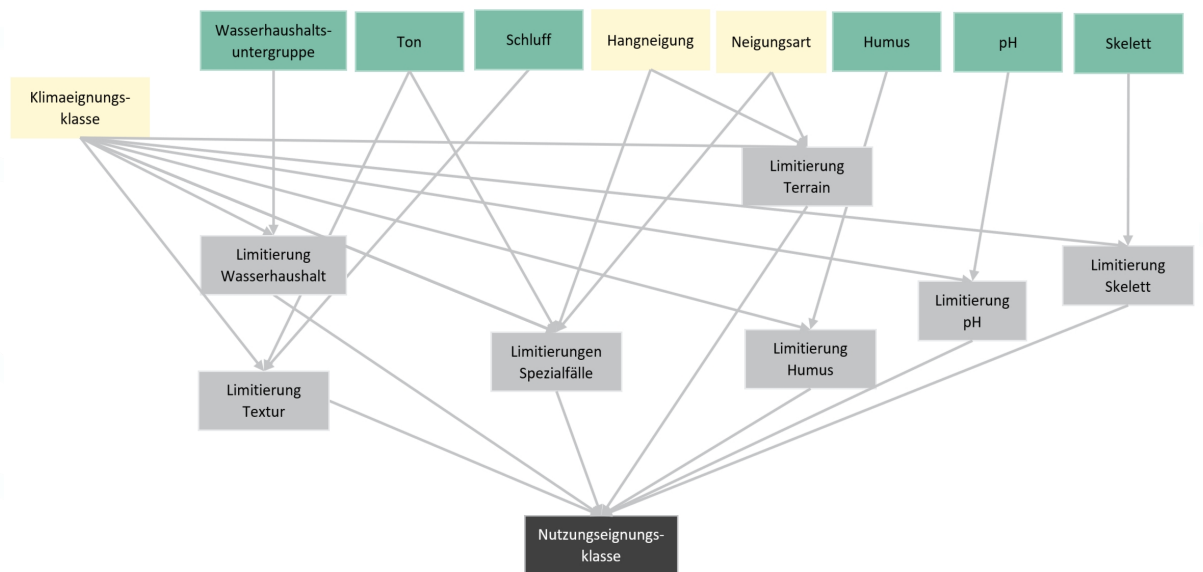 Wasserhaushalts-
untergruppe
Ton
Schluff
Hangneigung
Neigungsart
Humus
pH
Skelett
Klimaeignungs-
klasse
Limitierung
Terrain
Limitierung
Wasserhaushalt
Limitierung
Skelett
Limitierung
pH
Limitierungen
Spezialfälle
Limitierung
Humus
Limitierung
Textur
Nutzungseignungs-
klasse